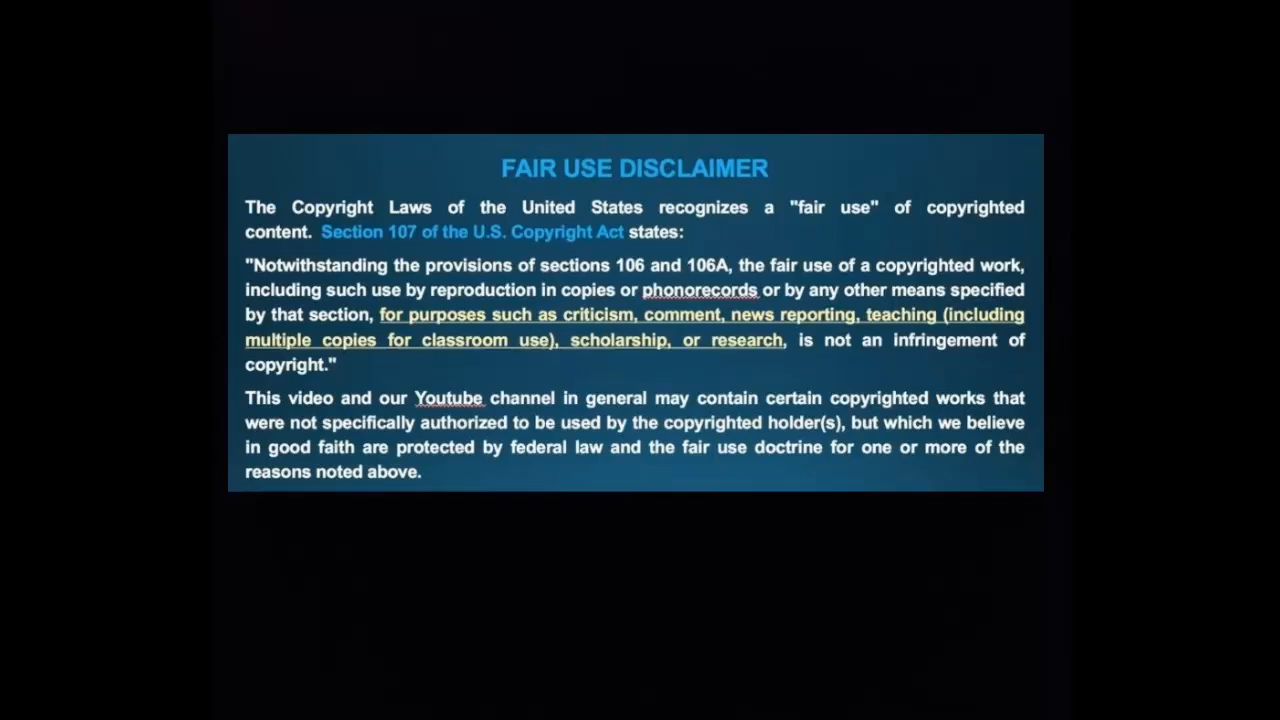 FAIR USE DISCLAIMER
The Copyright Laws of the United States recognizes a "fair use" of copyrighted
content. Section 107 of the U.S. Copyright Act states:
"Notwithstanding the provisions of sections 106 and 106A, the fair use of a copyrighted work,
including such use by reproduction in copies or phonorecords or by any other means specified
by that section, for purposes such as criticism, comment, news reporting, teaching (including
multiple copies for classroom use), scholarship, or research, is not an infringement of
copyright."
This video and our Youtube channel in general may contain certain copyrighted works that
were not specifically authorized to be used by the copyrighted holder(s), but which we believe
in good faith are protected by federal law and the fair use doctrine for one or more of the
reasons noted above.